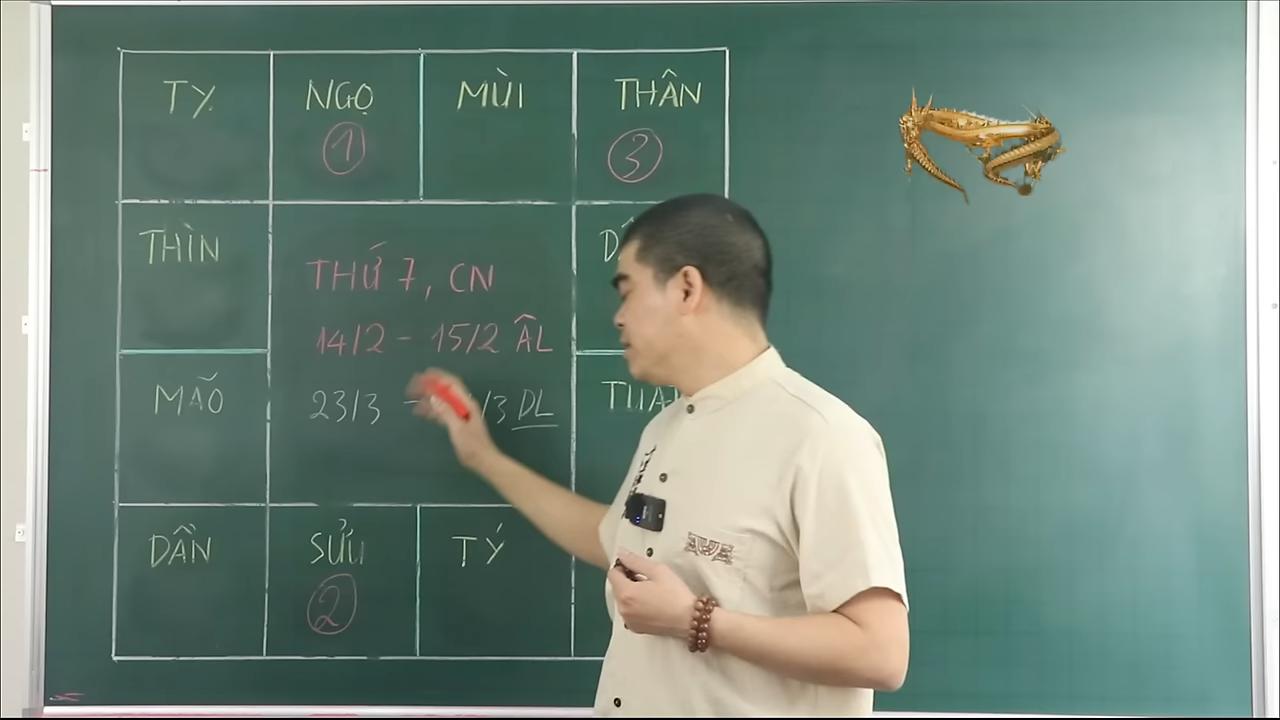 TỴ NGỌ MÙI THÂN
1 3
THÌN
THỨ 7, CN
14/2 - 15/2 ÂL
MÃO
23/3 - /3 DL
DẦN SỬU TÝ
2